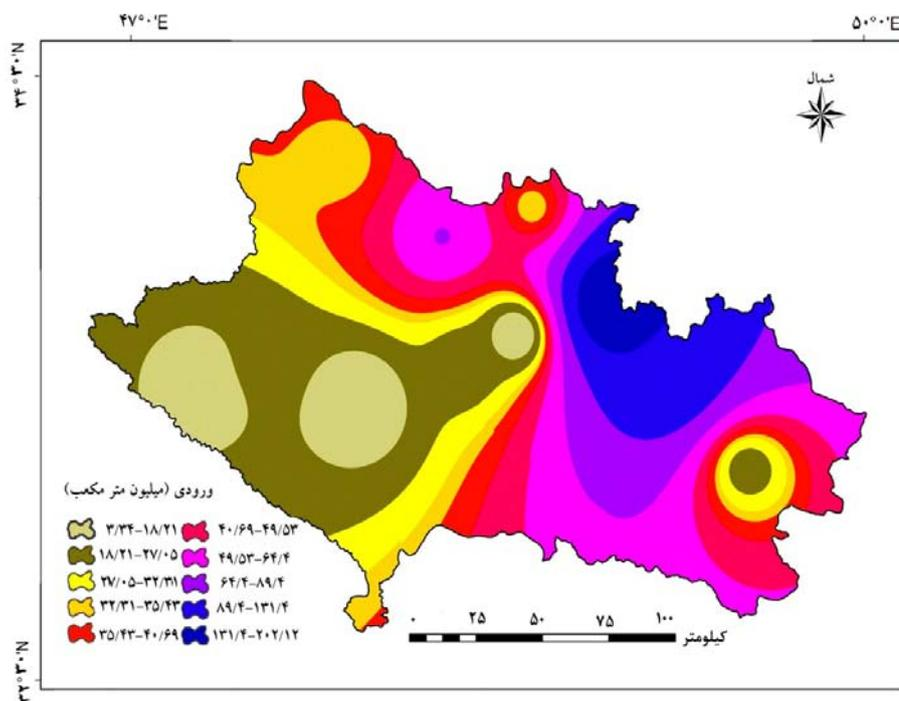 ۴۷°۰'E
۵۰°۰'E
۳۴°۳۰'N
شمال
ورودی (میلیون متر مکعب)
۳/۳۴-۱۸/۲۱
۱۸/۲۱-۲۷/۰۵
۲۷/۰۵-۳۲/۳۱
۳۲/۳۱-۳۵/۴۳
۳۵/۴۳-۴۰/۶۹
۴۰/۶۹-۴۹/۵۳
۴۹/۵۳-۶۴/۴
۶۴/۴-۸۹/۴
۸۹/۴-۱۳۱/۴
۱۳۱/۴-۲۰۲/۱۲
۰ ۲۵ ۵۰ ۷۵ ۱۰۰
کیلومتر
۳۲°۳۰'N